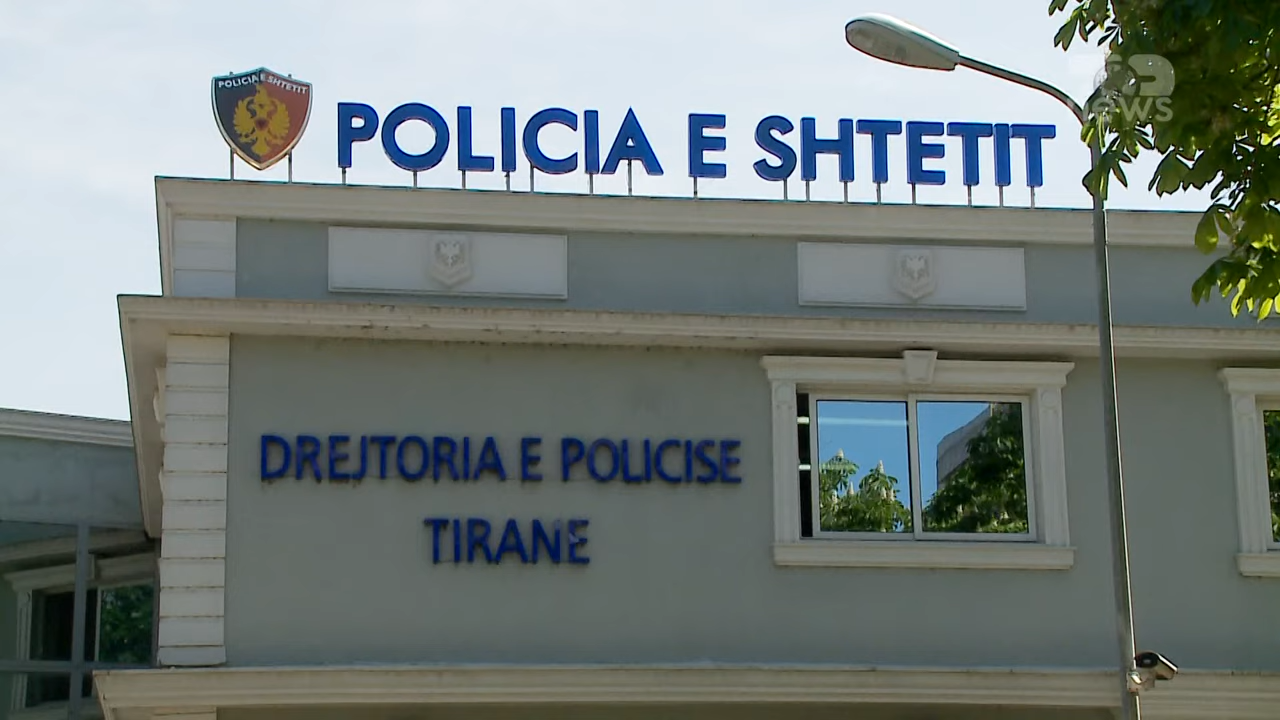 POLICIA E SHTETIT
POLICIA E SHTETIT
DREJTORIA E POLICISE
TIRANE
news